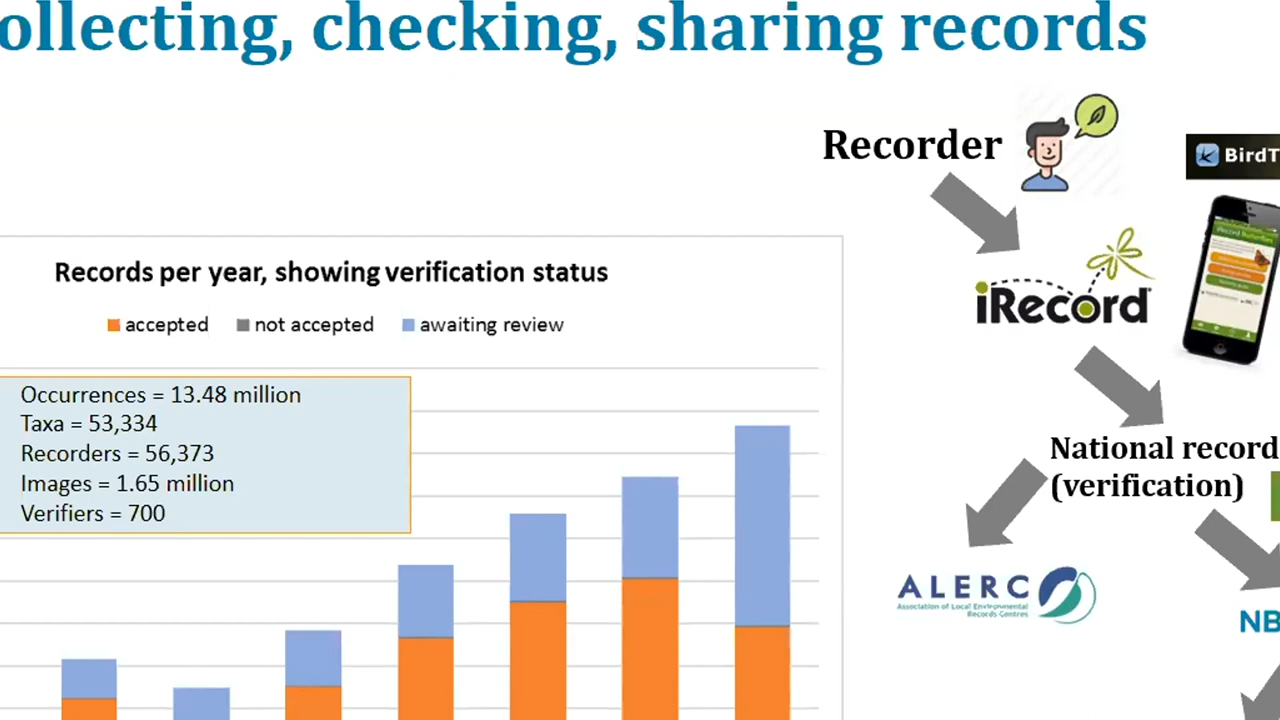 ollecting, checking, sharing records
Recorder
BirdT
iRecord
Records per year, showing verification status
accepted not accepted awaiting review
Occurrences = 13.48 million
Taxa = 53,334
Recorders = 56,373
Images = 1.65 million
Verifiers = 700
National record
(verification)
ALERC
Association of Local Environmental
Records Centres
NB